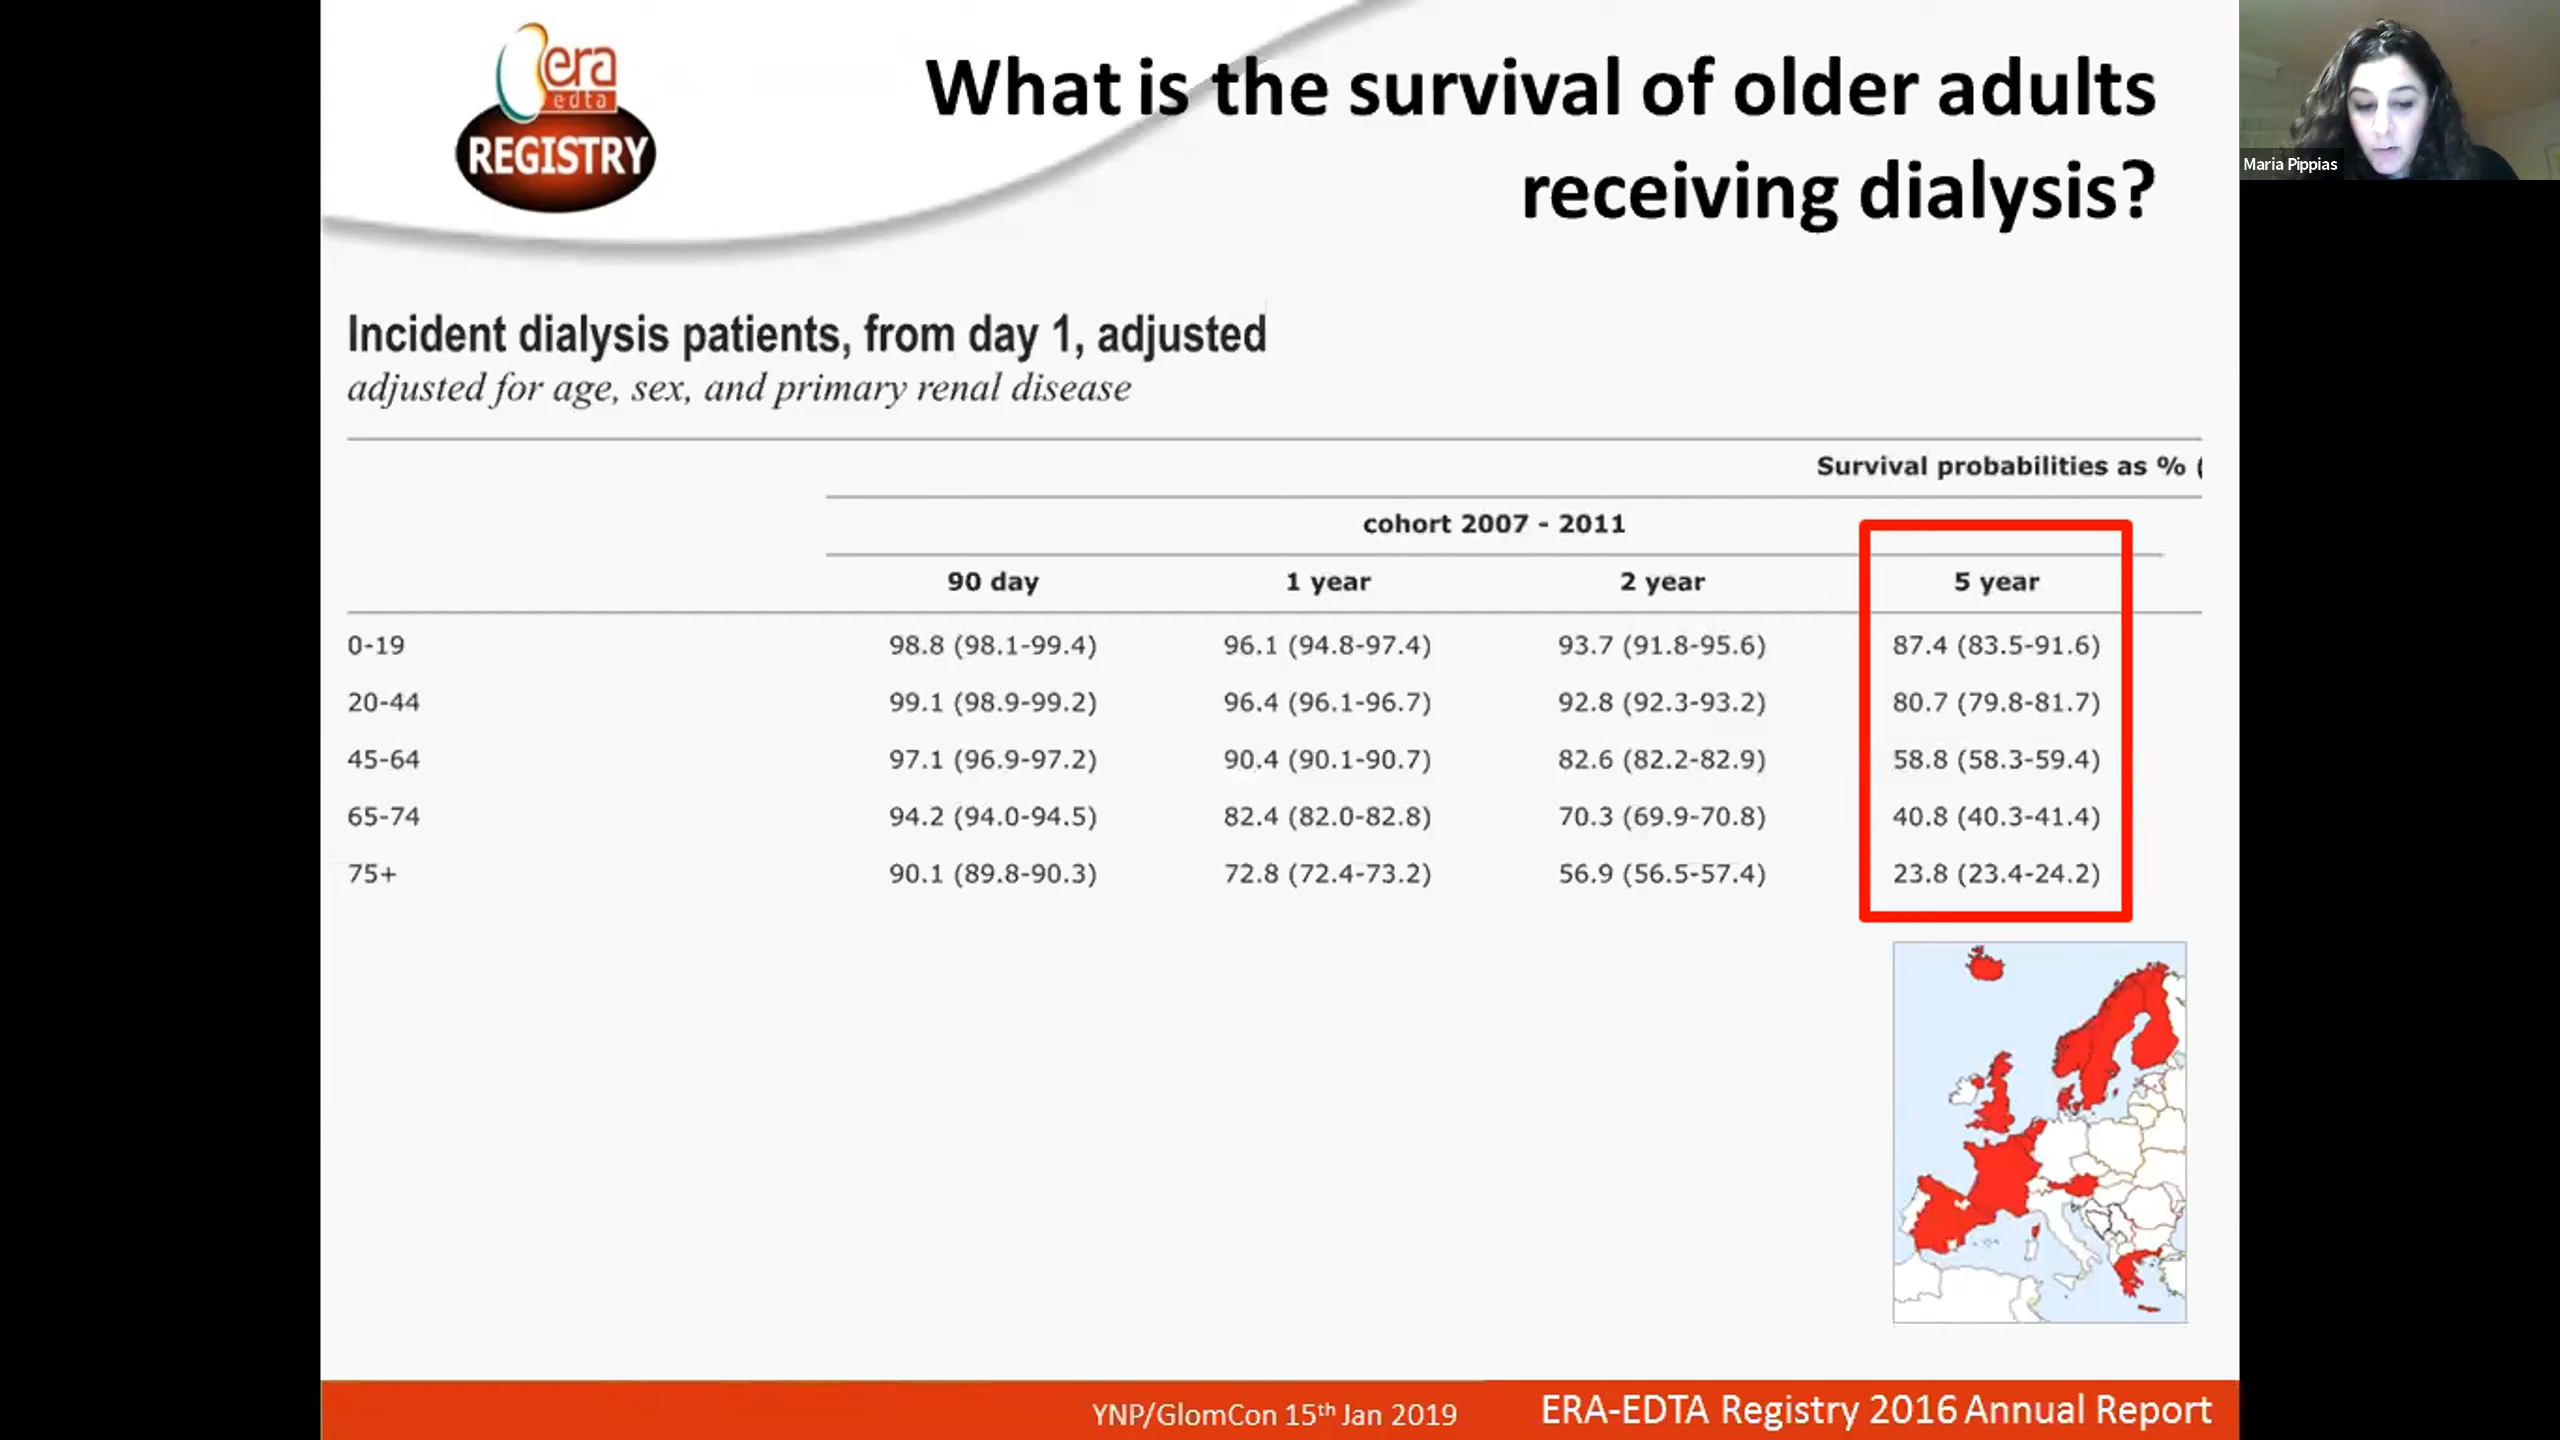 era
edta
REGISTRY
What is the survival of older adults
receiving dialysis?
Maria Pippias
Incident dialysis patients, from day 1, adjusted
adjusted for age, sex, and primary renal disease
Survival probabilities as % (
cohort 2007 - 2011
90 day 1 year 2 year 5 year
0-19 98.8 (98.1-99.4) 96.1 (94.8-97.4) 93.7 (91.8-95.6) 87.4 (83.5-91.6)
20-44 99.1 (98.9-99.2) 96.4 (96.1-96.7) 92.8 (92.3-93.2) 80.7 (79.8-81.7)
45-64 97.1 (96.9-97.2) 90.4 (90.1-90.7) 82.6 (82.2-82.9) 58.8 (58.3-59.4)
65-74 94.2 (94.0-94.5) 82.4 (82.0-82.8) 70.3 (69.9-70.8) 40.8 (40.3-41.4)
75+ 90.1 (89.8-90.3) 72.8 (72.4-73.2) 56.9 (56.5-57.4) 23.8 (23.4-24.2)
YNP/GlomCon 15th Jan 2019 ERA-EDTA Registry 2016 Annual Report